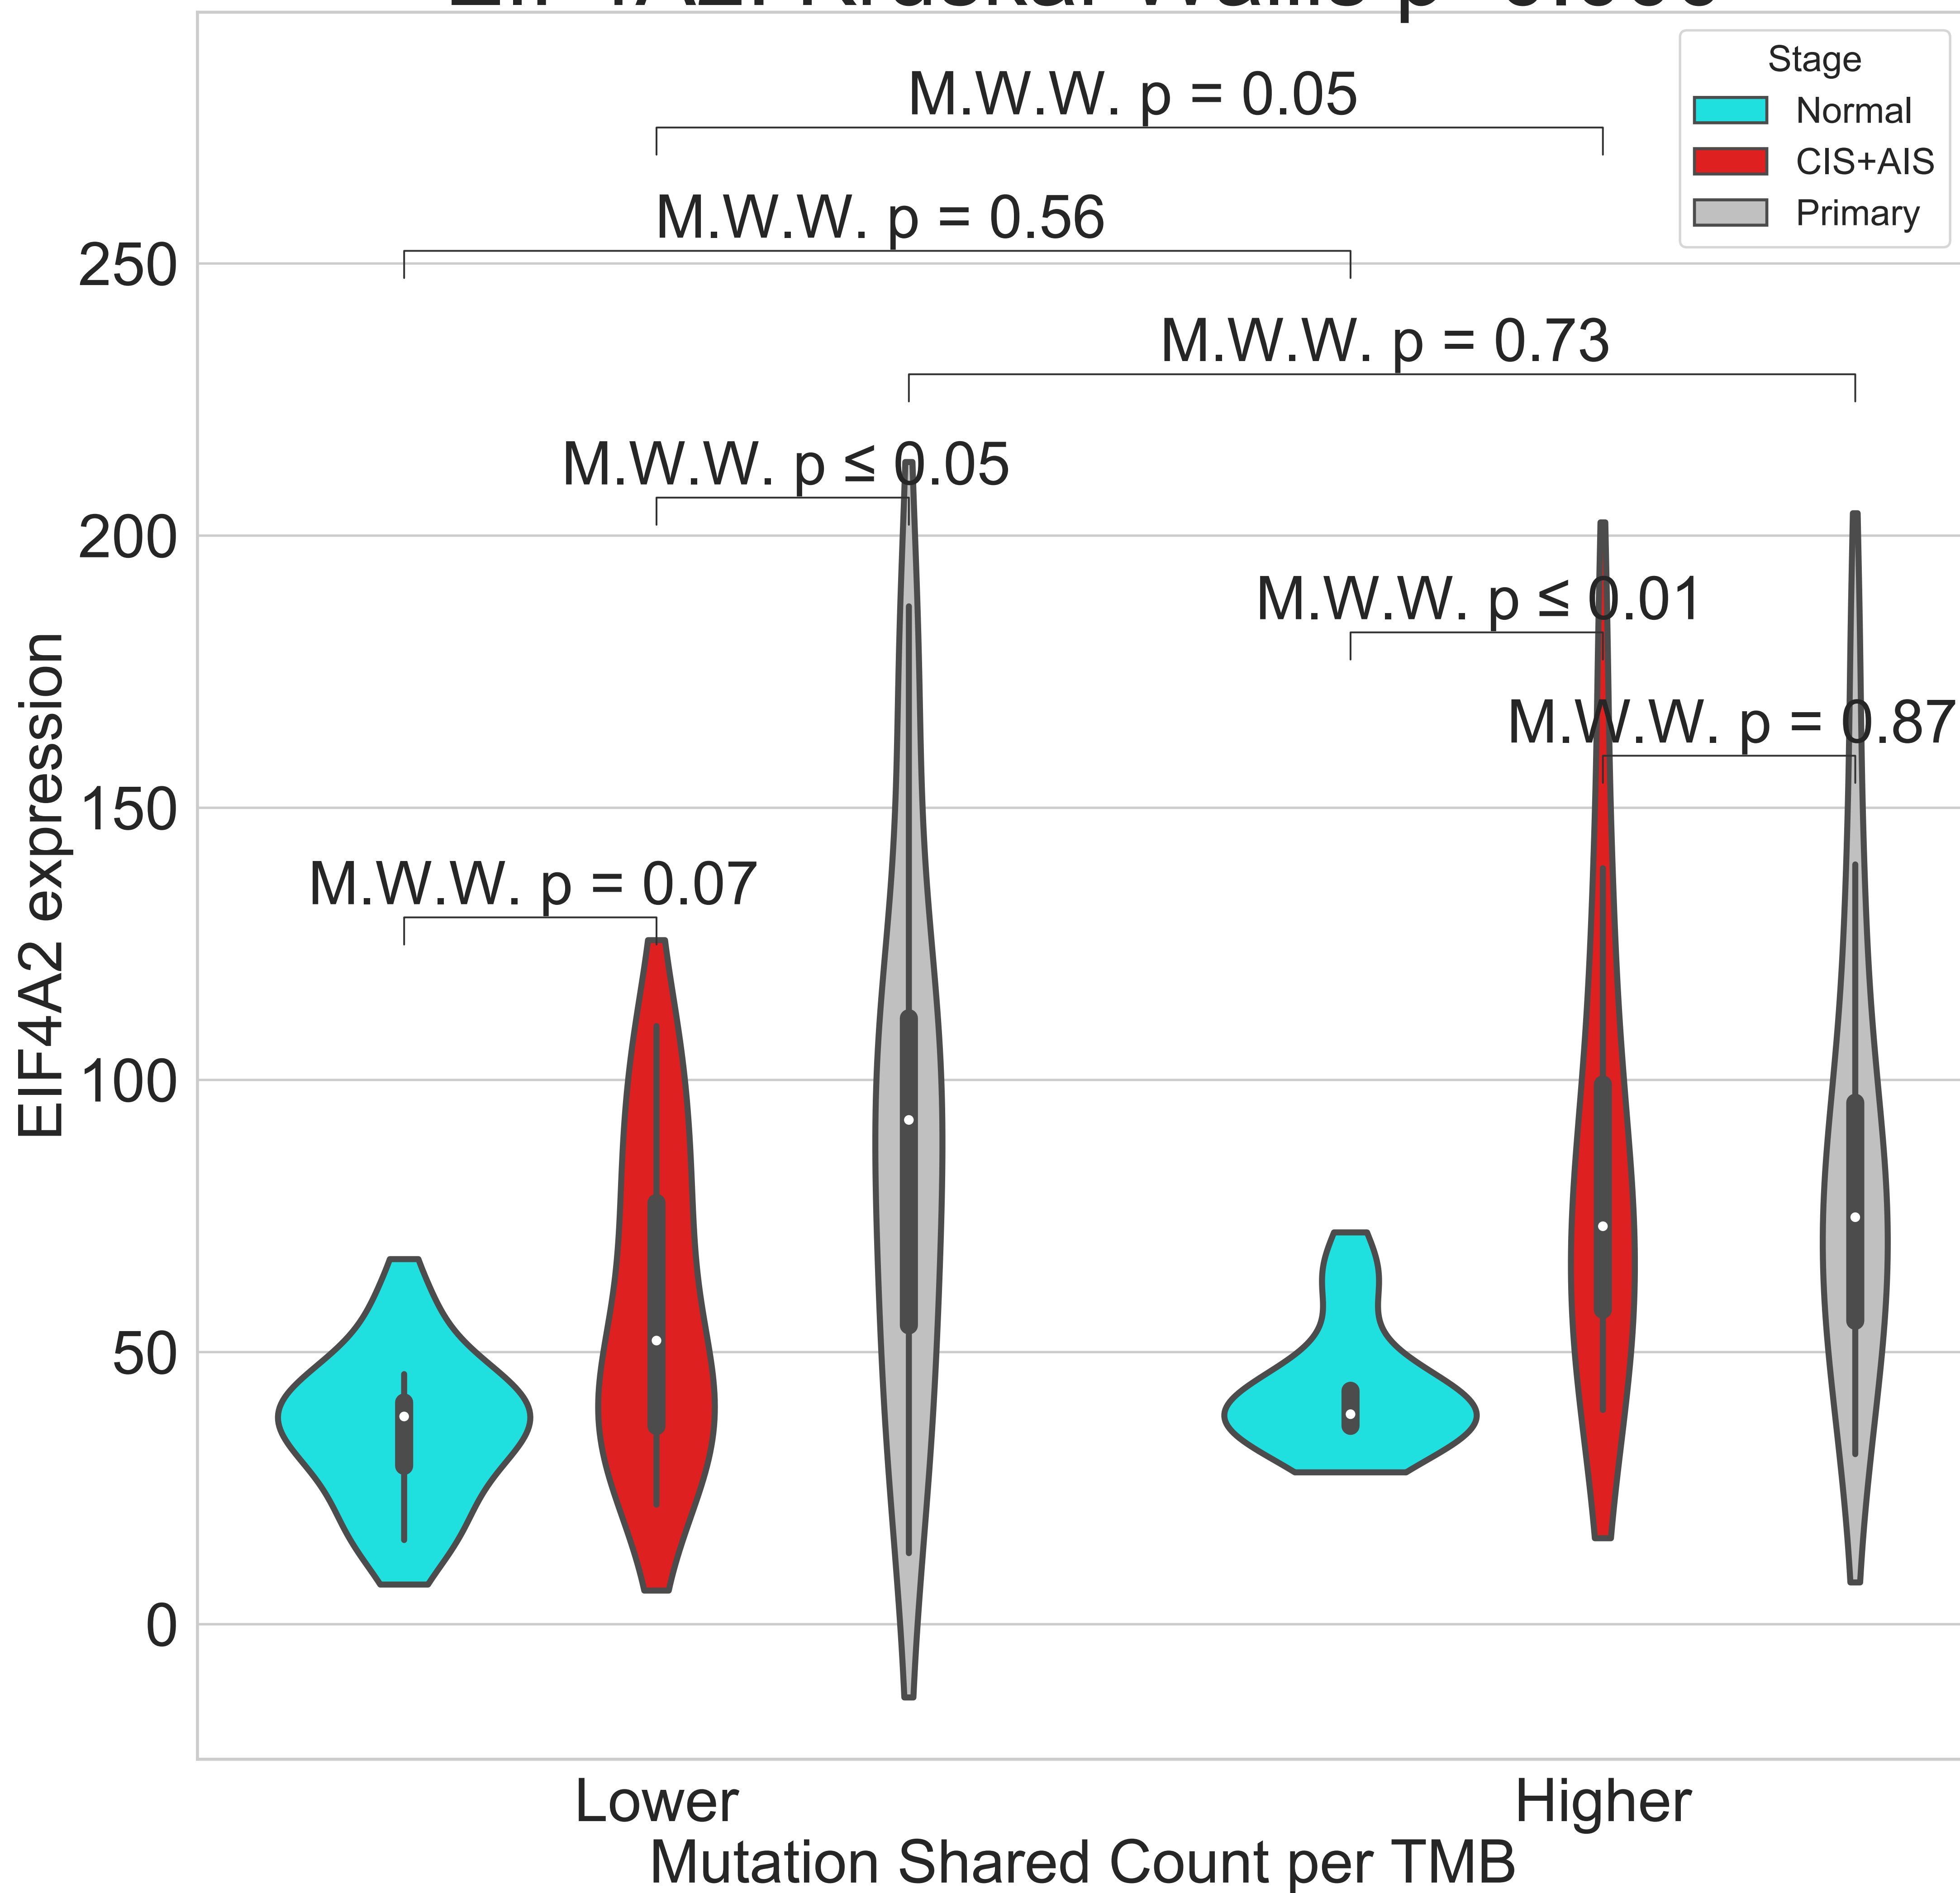 Stage
Normal
CIS+AIS
Primary
M.W.W. p = 0.05
M.W.W. p = 0.56
M.W.W. p = 0.73
M.W.W. p ≤ 0.05
M.W.W. p ≤ 0.01
M.W.W. p = 0.87
M.W.W. p = 0.07
EIF4A2 expression
250
200
150
100
50
0
Lower
Higher
Mutation Shared Count per TMB